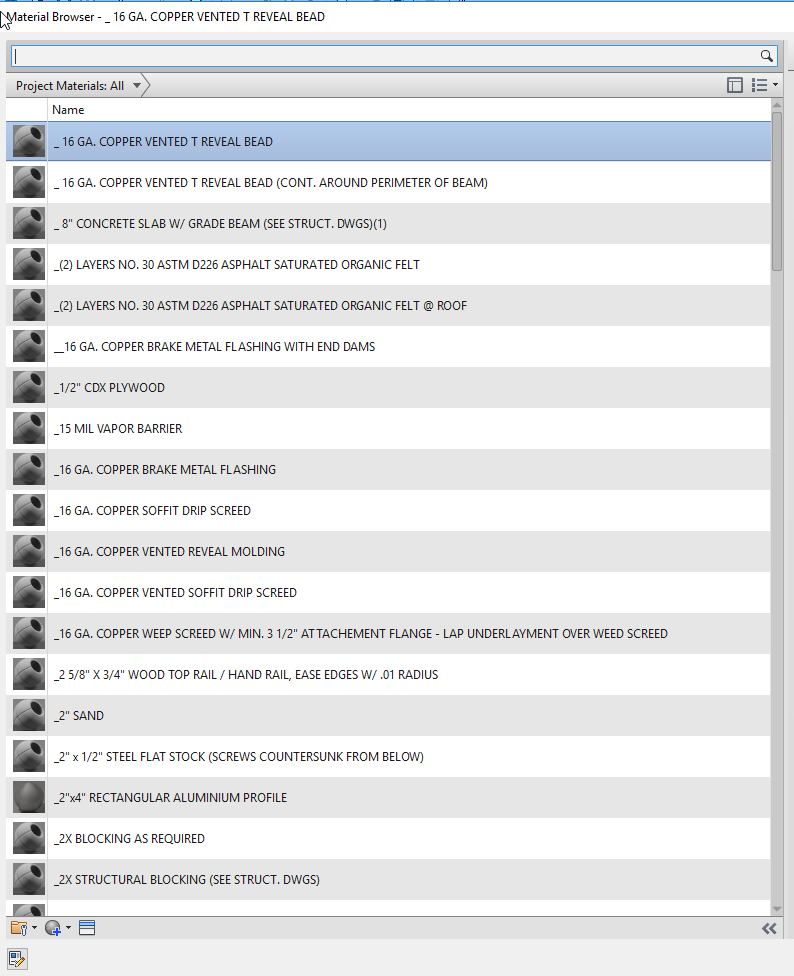 Material Browser - _ 16 GA. COPPER VENTED T REVEAL BEAD
Project Materials: All
Name
_ 16 GA. COPPER VENTED T REVEAL BEAD
_ 16 GA. COPPER VENTED T REVEAL BEAD (CONT. AROUND PERIMETER OF BEAM)
_ 8" CONCRETE SLAB W/ GRADE BEAM (SEE STRUCT. DWGS)(1)
_(2) LAYERS NO. 30 ASTM D226 ASPHALT SATURATED ORGANIC FELT
_(2) LAYERS NO. 30 ASTM D226 ASPHALT SATURATED ORGANIC FELT @ ROOF
__16 GA. COPPER BRAKE METAL FLASHING WITH END DAMS
_1/2" CDX PLYWOOD
_15 MIL VAPOR BARRIER
_16 GA. COPPER BRAKE METAL FLASHING
_16 GA. COPPER SOFFIT DRIP SCREED
_16 GA. COPPER VENTED REVEAL MOLDING
_16 GA. COPPER VENTED SOFFIT DRIP SCREED
_16 GA. COPPER WEEP SCREED W/ MIN. 3 1/2" ATTACHEMENT FLANGE - LAP UNDERLAYMENT OVER WEED SCREED
_2 5/8" X 3/4" WOOD TOP RAIL / HAND RAIL, EASE EDGES W/ .01 RADIUS
_2" SAND
_2" x 1/2" STEEL FLAT STOCK (SCREWS COUNTERSUNK FROM BELOW)
_2"x4" RECTANGULAR ALUMINIUM PROFILE
_2X BLOCKING AS REQUIRED
_2X STRUCTURAL BLOCKING (SEE STRUCT. DWGS)